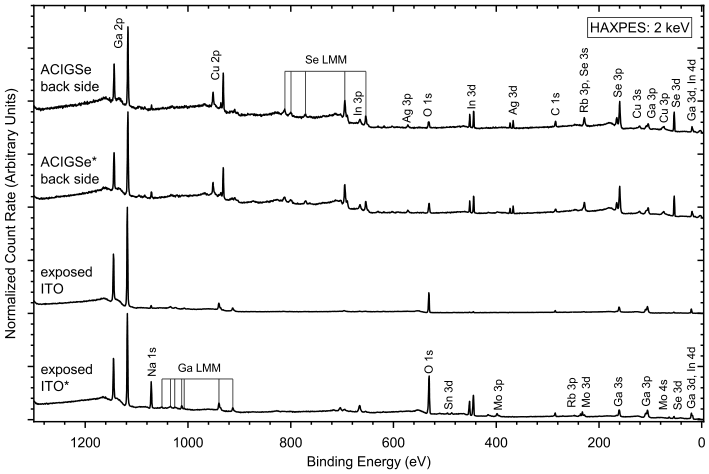 HAXPES: 2 keV
ACIGSe
back side
Ga 2p
Cu 2p
Se LMM
In 3p
Ag 3p
O 1s
In 3d
Ag 3d
C 1s
Rb 3p, Se 3s
Se 3p
Cu 3s
Ga 3p
Cu 3p
Se 3d
Ga 3d, In 4d
ACIGSe*
back side
exposed
ITO
exposed
ITO*
Na 1s
Ga LMM
O 1s
Sn 3d
Mo 3p
Rb 3p
Mo 3d
Ga 3s
Ga 3p
Mo 4s
Se 3d
Ga 3d, In 4d
Normalized Count Rate (Arbitrary Units)
1200 1000 800 600 400 200 0
Binding Energy (eV)